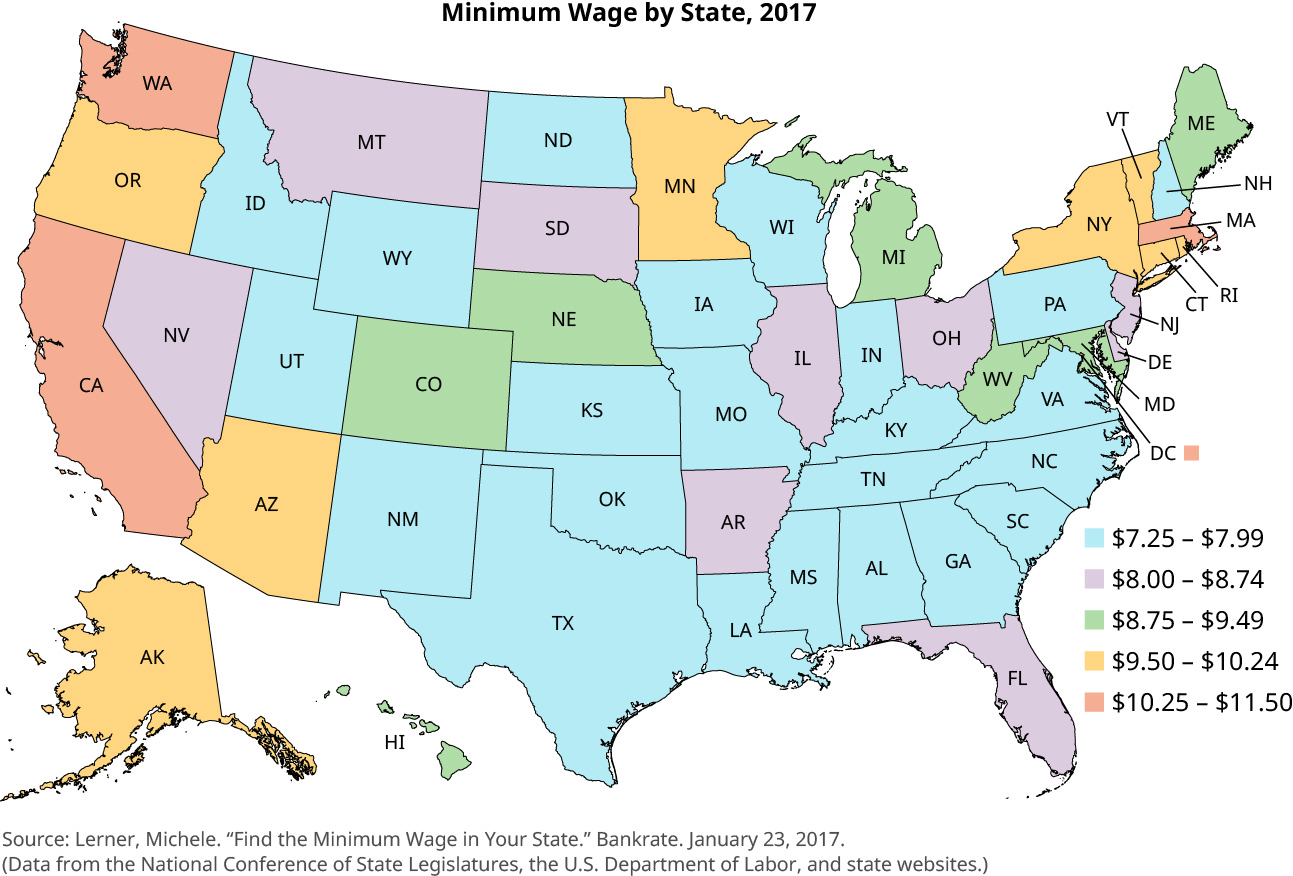 Minimum Wage by State, 2017
WA
MT
ND
MN
VT
ME
OR
ID
SD
WI
NY
NH
MA
WY
MI
RI
CT
NV
UT
NE
IA
PA
NJ
CA
CO
IL
IN
OH
DE
WV
VA
MD
KS
MO
KY
DC
AZ
NM
OK
TN
NC
AR
SC
$7.25 – $7.99
MS
AL
GA
$8.00 – $8.74
TX
LA
$8.75 – $9.49
AK
FL
$9.50 – $10.24
HI
$10.25 – $11.50
Source: Lerner, Michele. “Find the Minimum Wage in Your State.” Bankrate. January 23, 2017.
(Data from the National Conference of State Legislatures, the U.S. Department of Labor, and state websites.)